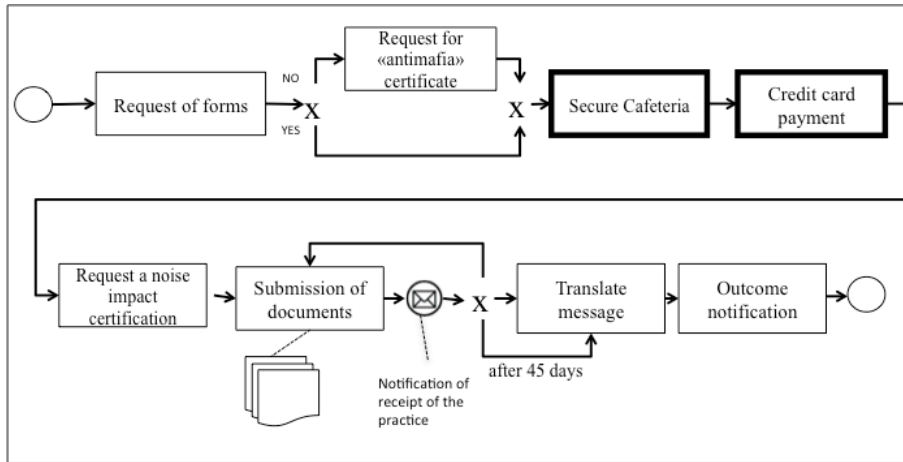 Request for
«antimafia»
certificate
NO
Request of forms
X
X
YES
Secure Cafeteria
Credit card
payment
Request a noise
impact
certification
Submission of
documents
X
Translate
message
Outcome
notification
after 45 days
Notification of
receipt of the
practice